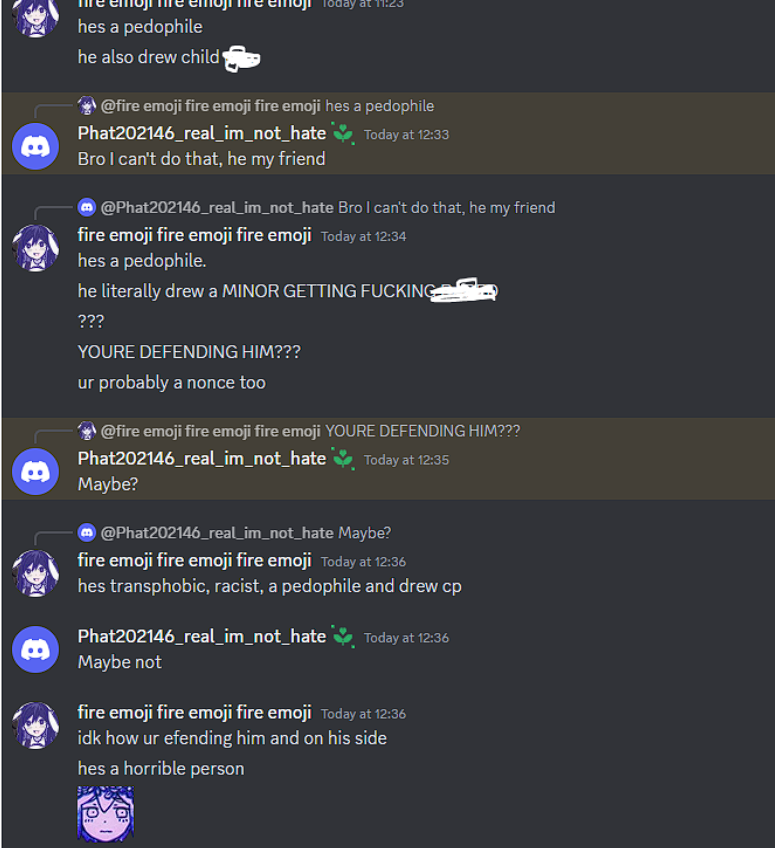 fire emoji fire emoji fire emoji Today at 11:23
hes a pedophile
he also drew child
@fire emoji fire emoji fire emoji hes a pedophile
Phat202146_real_im_not_hate Today at 12:33
Bro I can't do that, he my friend
@Phat202146_real_im_not_hate Bro I can't do that, he my friend
fire emoji fire emoji fire emoji Today at 12:34
hes a pedophile.
he literally drew a MINOR GETTING FUCKING
???
YOURE DEFENDING HIM???
ur probably a nonce too
@fire emoji fire emoji fire emoji YOURE DEFENDING HIM???
Phat202146_real_im_not_hate Today at 12:35
Maybe?
@Phat202146_real_im_not_hate Maybe?
fire emoji fire emoji fire emoji Today at 12:36
hes transphobic, racist, a pedophile and drew cp
Phat202146_real_im_not_hate Today at 12:36
Maybe not
fire emoji fire emoji fire emoji Today at 12:36
idk how ur efending him and on his side
hes a horrible person